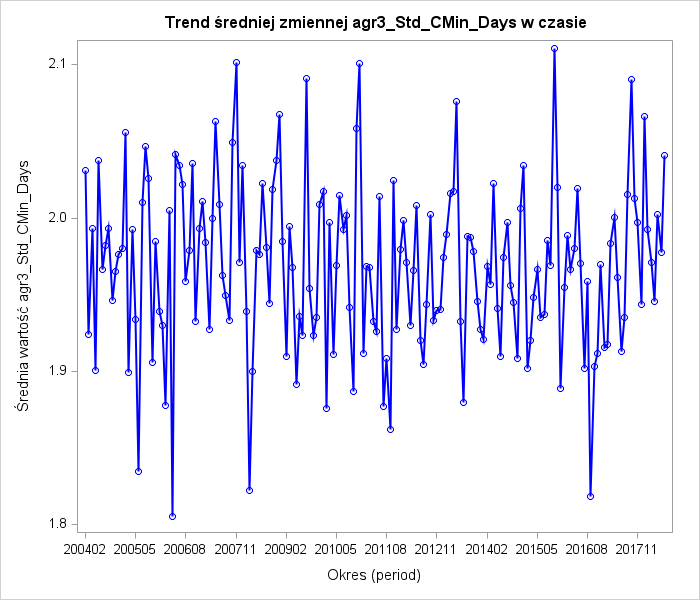 Trend średniej zmiennej agr3_Std_CMin_Days w czasie
Średnia wartość agr3_Std_CMin_Days
2.1
2.0
1.9
1.8
200402 200505 200608 200711 200902 201005 201108 201211 201402 201505 201608 201711
Okres (period)